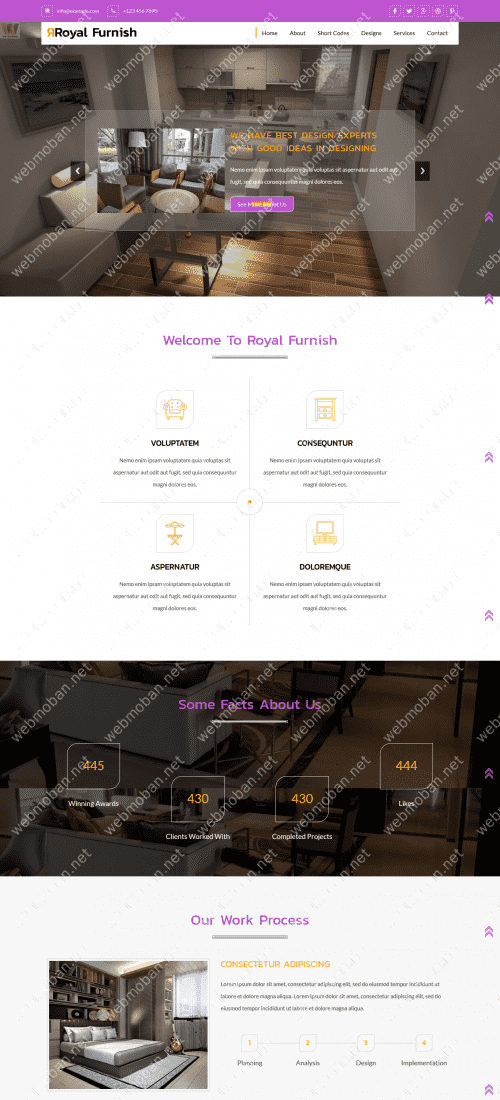 info@example.com
ЯRoyal Furnish
Home About Short Codes Designs Services Contact
WE HAVE BEST DESIGN EXPERTS
WITH GOOD IDEAS IN DESIGNING
Nemo enim ipsam voluptatem quia voluptas sit aspernatur aut odit aut
fugit, sed quia consequuntur magni dolores eos.
See More About Us
Welcome To Royal Furnish
VOLUPTATEM
Nemo enim ipsam voluptatem quia voluptas sit
aspernatur aut odit aut fugit, sed quia consequuntur
magni dolores eos.
CONSEQUNTUR
Nemo enim ipsam voluptatem quia voluptas sit
aspernatur aut odit aut fugit, sed quia consequuntur
magni dolores eos.
ASPERNATUR
Nemo enim ipsam voluptatem quia voluptas sit
aspernatur aut odit aut fugit, sed quia consequuntur
magni dolores eos.
DOLOREMQUE
Nemo enim ipsam voluptatem quia voluptas sit
aspernatur aut odit aut fugit, sed quia consequuntur
magni dolores eos.
Some Facts About Us
445
Winning Awards
430
Clients Worked With
430
Completed Projects
444
Likes
Our Work Process
CONSECTETUR ADIPISCING
Lorem ipsum dolor sit amet, consectetur adipiscing elit, sed do eiusmod tempor incididunt ut
labore et dolore magna aliqua. Lorem ipsum dolor sit amet, consectetur adipiscing elit, sed do
eiusmod tempor incididunt ut labore et dolore magna aliqua.
1 2 3 4
Planning Analysis Design Implementation
webmoban.net